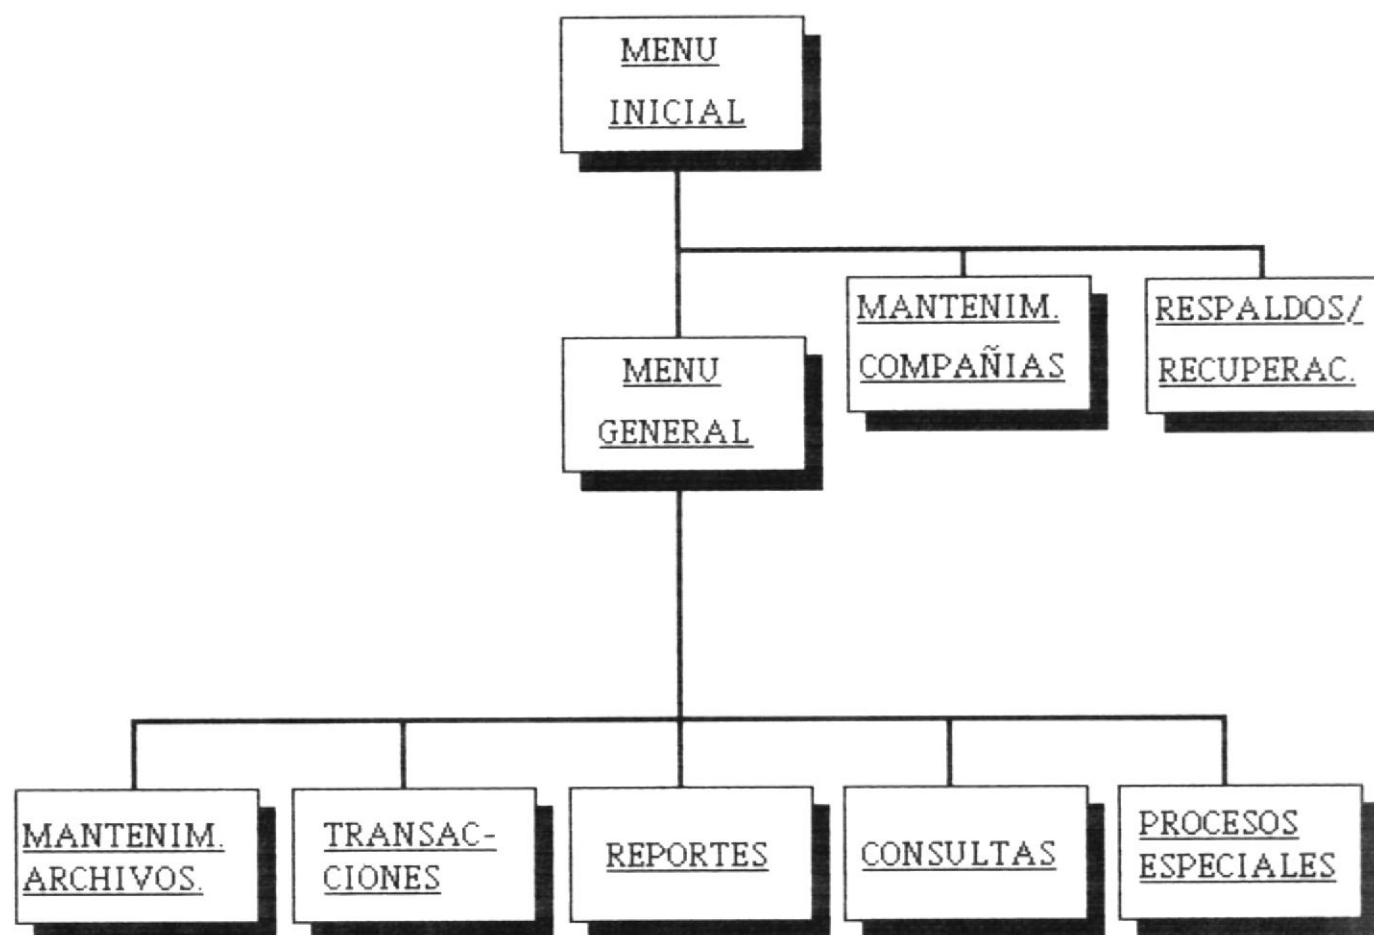 MENU
INICIAL
MANTENIM.
COMPAÑIAS
RESPALDOS/
RECUPERAC.
MENU
GENERAL
MANTENIM.
ARCHIVOS.
TRANSAC-
CIONES
REPORTES
CONSULTAS
PROCESOS
ESPECIALES